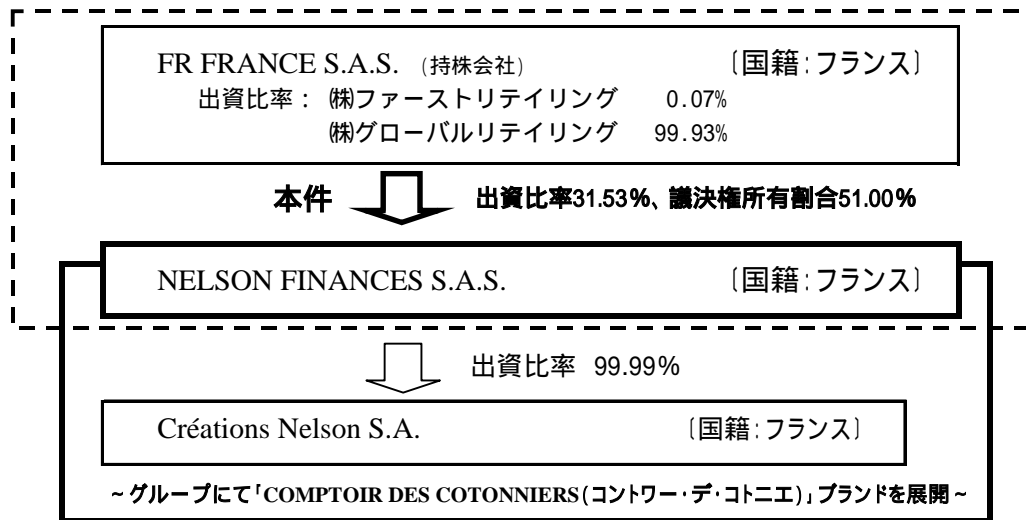 FR FRANCE S.A.S. (持株会社) 〔国籍:フランス〕
出資比率： ㈱ファーストリテイリング 0.07%
㈱グローバルリテイリング 99.93%
本件 出資比率31.53%、議決権所有割合51.00%
NELSON FINANCES S.A.S. 〔国籍:フランス〕
出資比率 99.99%
Créations Nelson S.A. 〔国籍:フランス〕
~グループにて「COMPTOIR DES COTONNIERS(コントワー・デ・コトニエ)」ブランドを展開~